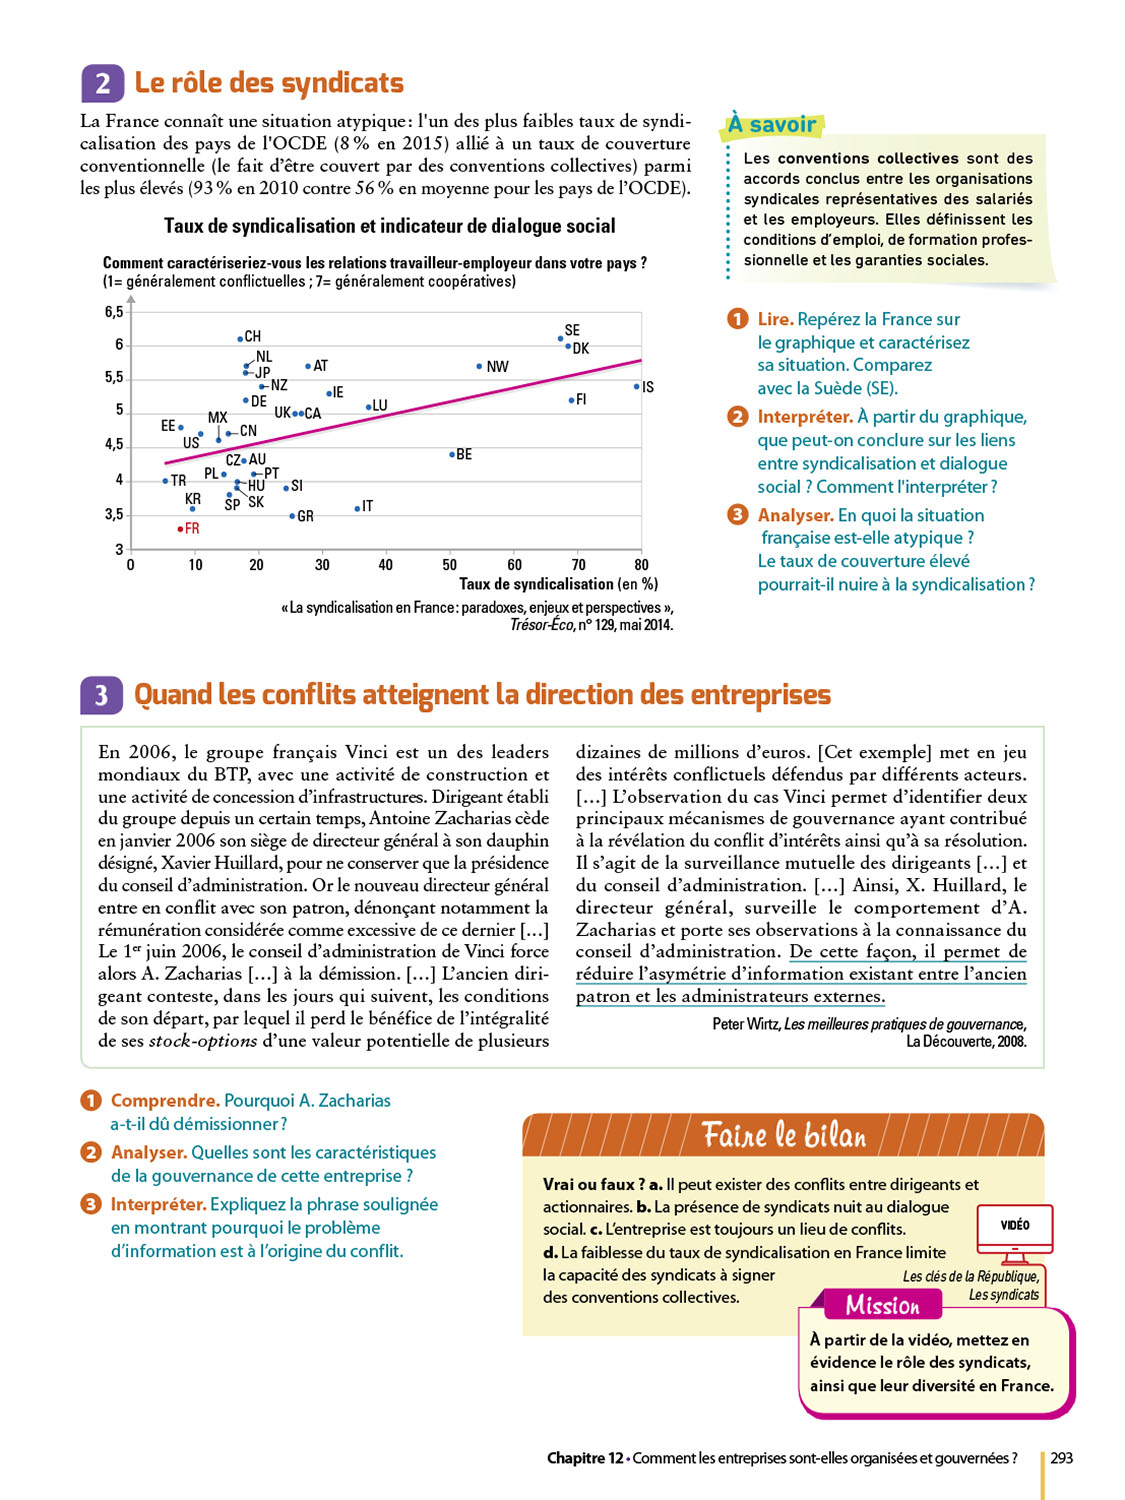 2 Le rôle des syndicats
La France connaît une situation atypique : l'un des plus faibles taux de syndi-
calisation des pays de l'OCDE (8 % en 2015) allié à un taux de couverture
conventionnelle (le fait d’être couvert par des conventions collectives) parmi
les plus élevés (93 % en 2010 contre 56 % en moyenne pour les pays de l’OCDE).
Taux de syndicalisation et indicateur de dialogue social
Comment caractériseriez-vous les relations travailleur-employeur dans votre pays ?
(1= généralement conflictuelles ; 7= généralement coopératives)
6,5
6
5,5
5
4,5
4
3,5
3
0 10 20 30 40 50 60 70 80
CH
NL
JP
AT
NZ
DE
IE
UK
CA
LU
EE
MX
US
CN
CZ
AU
PL
PT
TR
HU
SI
KR
SP
SK
GR
IT
FR
BE
NW
SE
DK
FI
IS
Taux de syndicalisation (en %)
« La syndicalisation en France : paradoxes, enjeux et perspectives »,
Trésor-Éco, n° 129, mai 2014.
À savoir
Les conventions collectives sont des
accords conclus entre les organisations
syndicales représentatives des salariés
et les employeurs. Elles définissent les
conditions d’emploi, de formation profes-
sionnelle et les garanties sociales.
1 Lire. Repérez la France sur
le graphique et caractérisez
sa situation. Comparez
avec la Suède (SE).
2 Interpréter. À partir du graphique,
que peut-on conclure sur les liens
entre syndicalisation et dialogue
social ? Comment l'interpréter ?
3 Analyser. En quoi la situation
française est-elle atypique ?
Le taux de couverture élevé
pourrait-il nuire à la syndicalisation ?
3 Quand les conflits atteignent la direction des entreprises
En 2006, le groupe français Vinci est un des leaders
mondiaux du BTP, avec une activité de construction et
une activité de concession d’infrastructures. Dirigeant établi
du groupe depuis un certain temps, Antoine Zacharias cède
en janvier 2006 son siège de directeur général à son dauphin
désigné, Xavier Huillard, pour ne conserver que la présidence
du conseil d’administration. Or le nouveau directeur général
entre en conflit avec son patron, dénonçant notamment la
rémunération considérée comme excessive de ce dernier […]
Le 1er juin 2006, le conseil d’administration de Vinci force
alors A. Zacharias […] à la démission. […] L’ancien diri-
geant conteste, dans les jours qui suivent, les conditions
de son départ, par lequel il perd le bénéfice de l’intégralité
de ses stock-options d’une valeur potentielle de plusieurs
dizaines de millions d’euros. [Cet exemple] met en jeu
des intérêts conflictuels défendus par différents acteurs.
[…] L’observation du cas Vinci permet d’identifier deux
principaux mécanismes de gouvernance ayant contribué
à la révélation du conflit d’intérêts ainsi qu’à sa résolution.
Il s’agit de la surveillance mutuelle des dirigeants […] et
du conseil d’administration. […] Ainsi, X. Huillard, le
directeur général, surveille le comportement d’A.
Zacharias et porte ses observations à la connaissance du
conseil d’administration. De cette façon, il permet de
réduire l’asymétrie d’information existant entre l’ancien
patron et les administrateurs externes.
Peter Wirtz, Les meilleures pratiques de gouvernance,
La Découverte, 2008.
1 Comprendre. Pourquoi A. Zacharias
a-t-il dû démissionner ?
2 Analyser. Quelles sont les caractéristiques
de la gouvernance de cette entreprise ?
3 Interpréter. Expliquez la phrase soulignée
en montrant pourquoi le problème
d’information est à l’origine du conflit.
Faire le bilan
Vrai ou faux ? a. Il peut exister des conflits entre dirigeants et
actionnaires. b. La présence de syndicats nuit au dialogue
social. c. L’entreprise est toujours un lieu de conflits.
d. La faiblesse du taux de syndicalisation en France limite
la capacité des syndicats à signer
des conventions collectives.
VIDÉO
Les clés de la République,
Les syndicats
Mission
À partir de la vidéo, mettez en
évidence le rôle des syndicats,
ainsi que leur diversité en France.
Chapitre 12 • Comment les entreprises sont-elles organisées et gouvernées ? 293